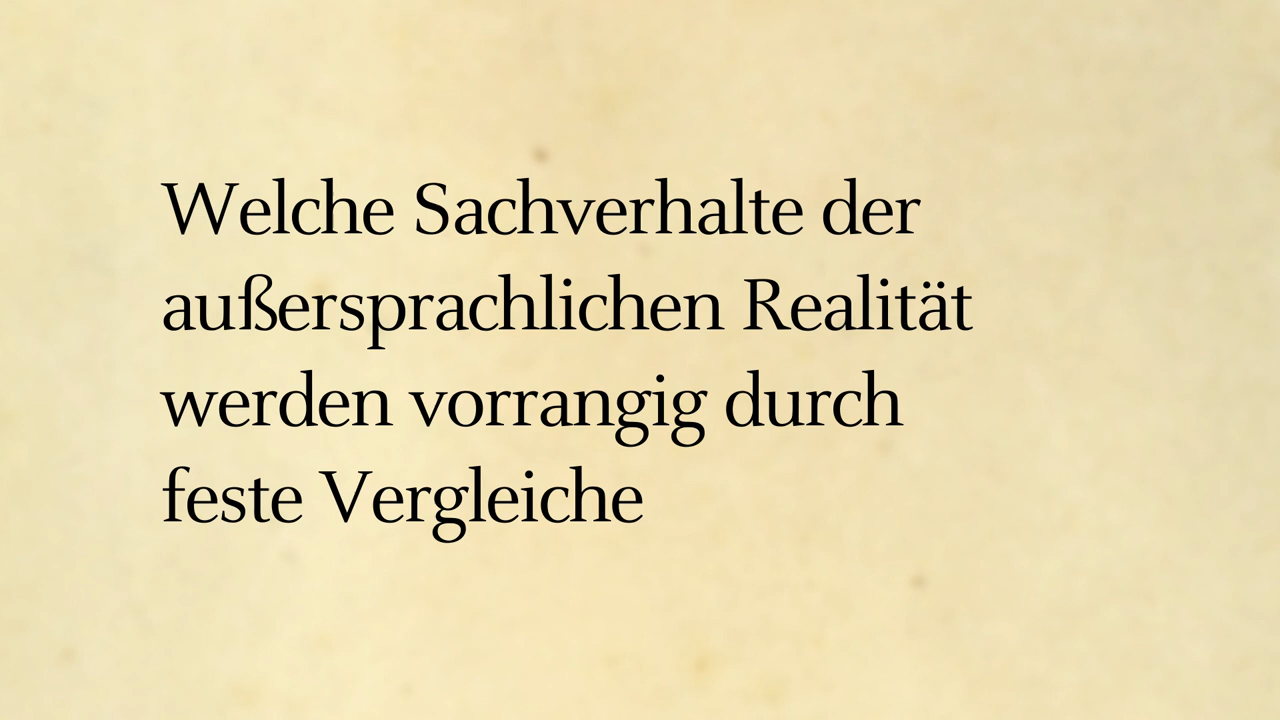 Welche Sachverhalte der
außersprachlichen Realität
werden vorrangig durch
feste Vergleiche